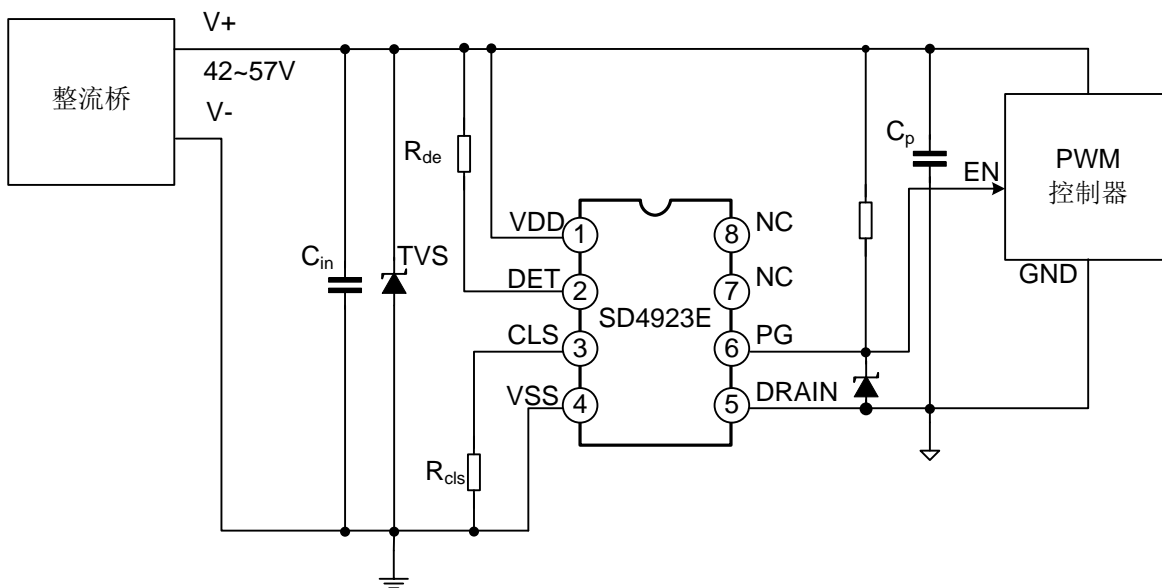 V+
42~57V
V-
整流桥
Rde
Cin
TVS
VDD
DET
CLS
VSS
Rcls
1
2
3
4
SD4923E
8
7
6
5
NC
NC
PG
DRAIN
Cp
EN
PWM
控制器
GND